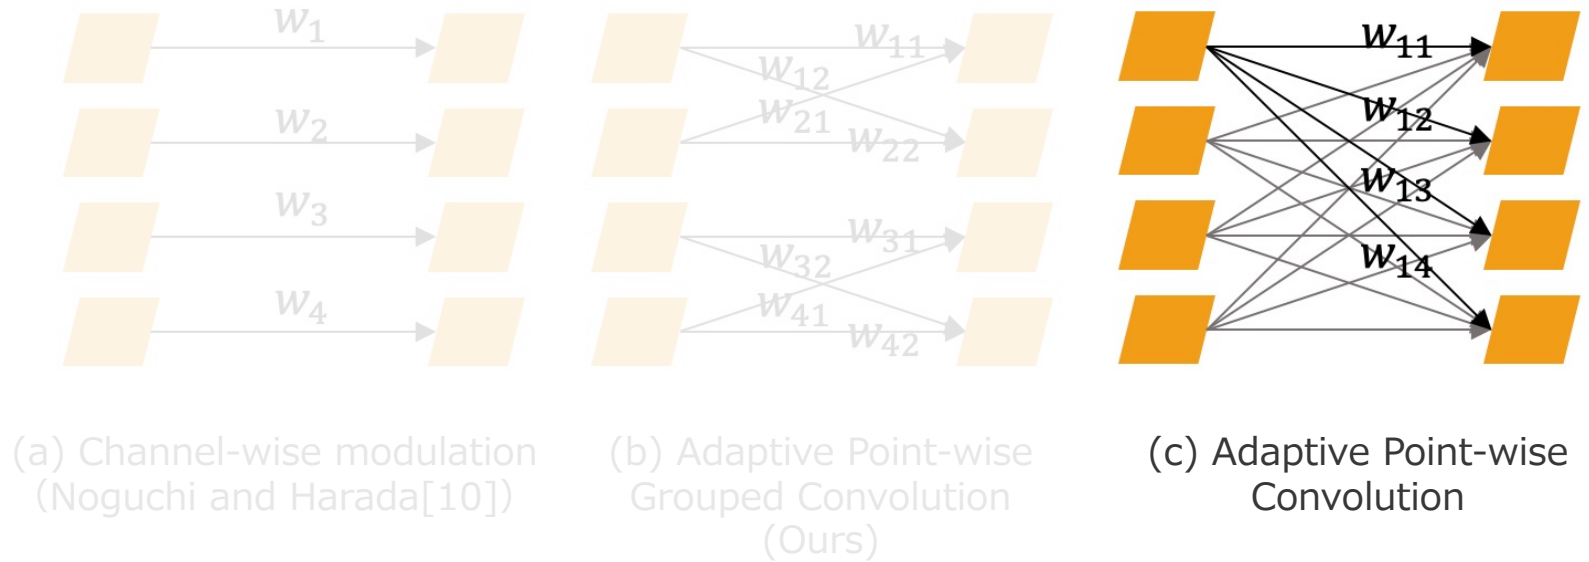 w1
w2
w3
w4
(a) Channel-wise modulation
(Noguchi and Harada[10])
w11
w12
w21
w22
w31
w32
w41
w42
(b) Adaptive Point-wise
Grouped Convolution
(Ours)
w11
w12
w13
w14
(c) Adaptive Point-wise
Convolution